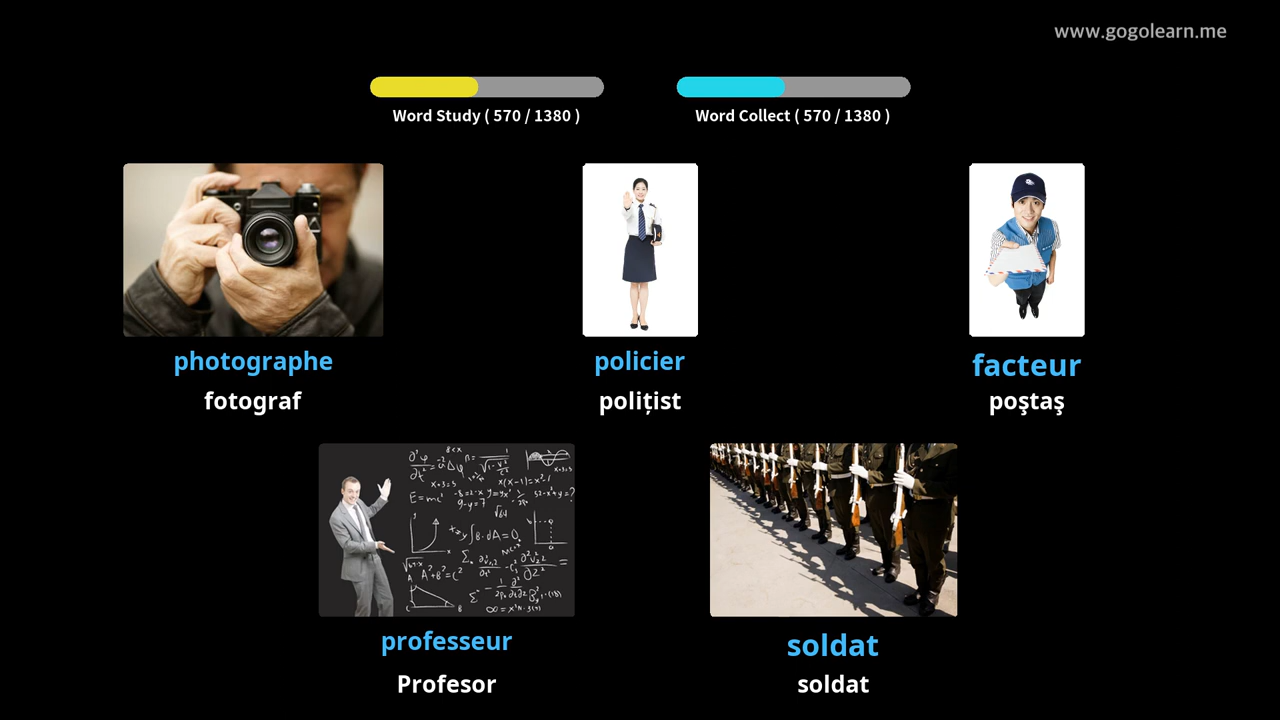 www.gogolearn.me
Word Study ( 570 / 1380 )
Word Collect ( 570 / 1380 )
photographe
policier
facteur
fotograf
polițist
poştaş
professeur
soldat
Profesor
soldat